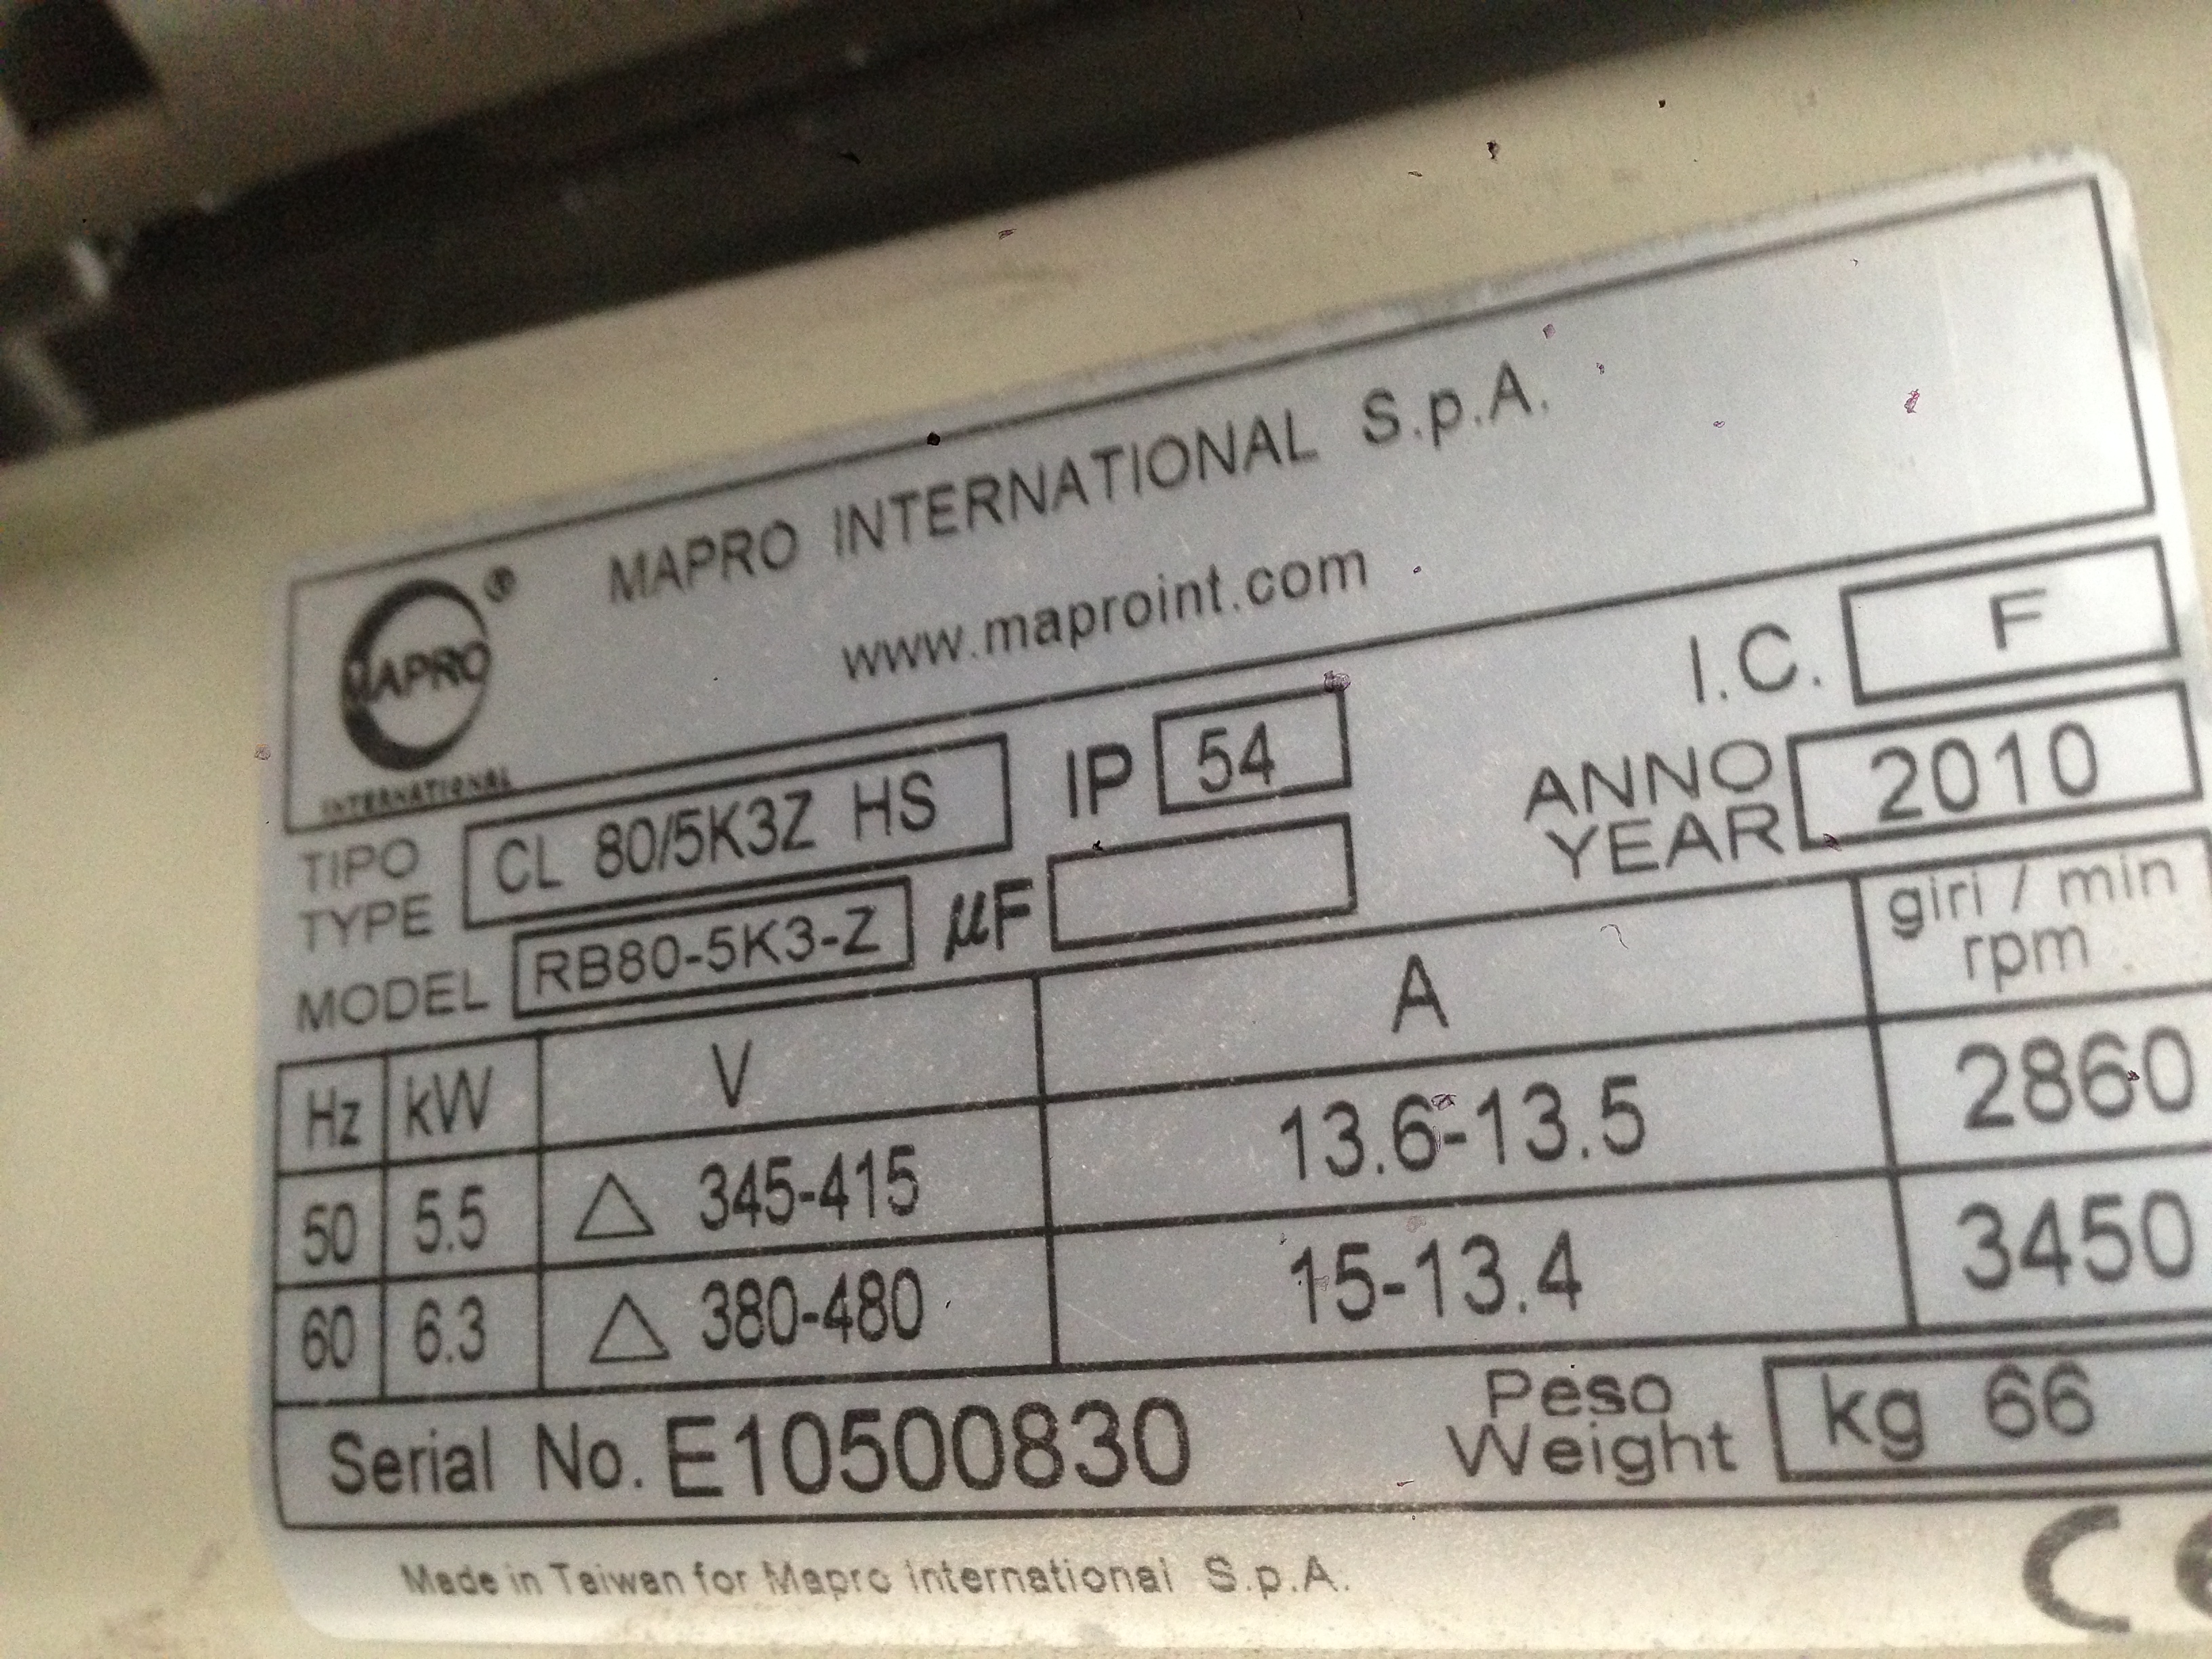 MAPRO INTERNATIONAL S.p.A.
www.maproint.com
MAPRO ®
INTERNATIONAL
I.C. F
TIPO
TYPE CL 80/5K3Z HS IP 54
ANNO
YEAR 2010
MODEL RB80-5K3-Z µF
Hz kW V A giri / min
rpm
50 5.5 △ 345-415 13.6-13.5 2860
60 6.3 △ 380-480 15-13.4 3450
Serial No. E10500830
Peso
Weight kg 66
Made in Taiwan for Mapro International S.p.A.
CE